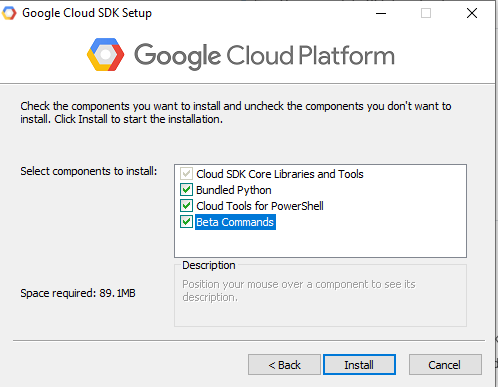 Google Cloud SDK Setup
Google Cloud Platform
Check the components you want to install and uncheck the components you don't want to
install. Click Install to start the installation.
Select components to install:
Cloud SDK Core Libraries and Tools
Bundled Python
Cloud Tools for PowerShell
Beta Commands
Space required: 89.1MB
Description
Position your mouse over a component to see its
description.
< Back
Install
Cancel